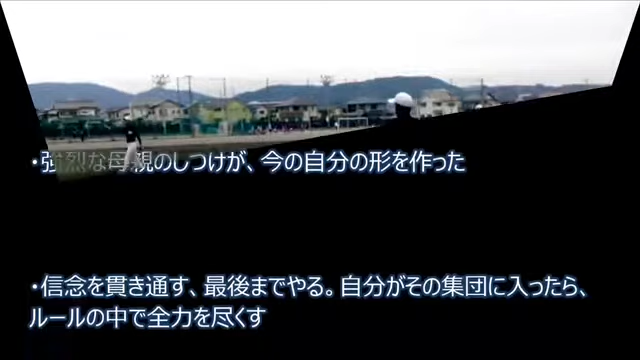 ・強烈な母親のしつけが、今の自分の形を作った
・信念を貫き通す、最後までやる。自分がその集団に入ったら、
ルールの中で全力を尽くす